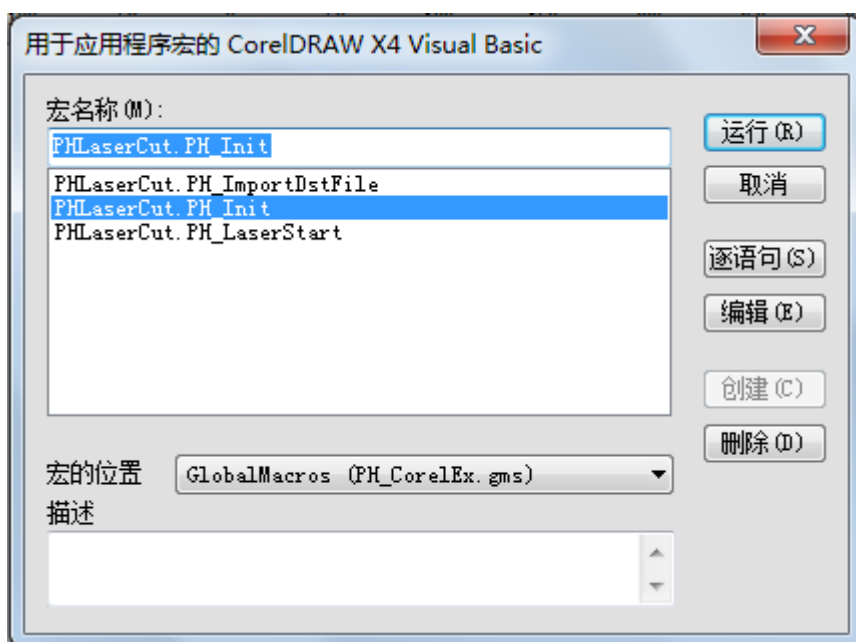 用于应用程序宏的 CorelDRAW X4 Visual Basic
宏名称(M):
PHLaserCut.PH_Init
PHLaserCut.PH_ImportDstFile
PHLaserCut.PH_Init
PHLaserCut.PH_LaserStart
运行(R)
取消
逐语句(S)
编辑(E)
创建(C)
删除(D)
宏的位置
GlobalMacros (PH_CorelEx.gms)
描述